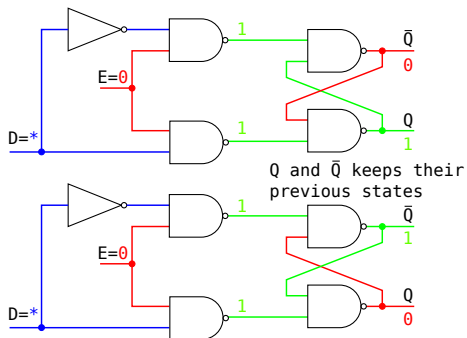 1
Q̄
0
E=0
D=*
1
Q
1
Q and Q̄ keeps their
previous states
1
Q̄
1
E=0
D=*
1
Q
0